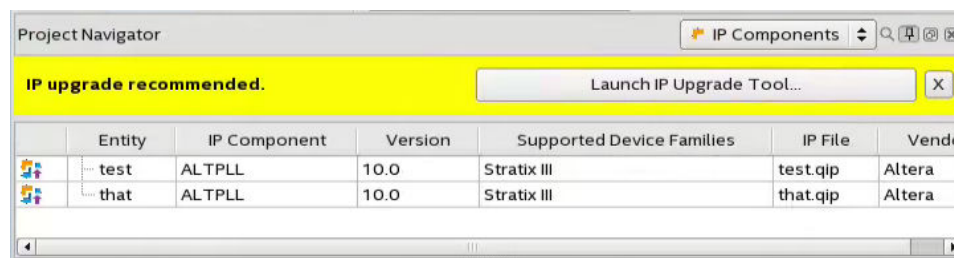 Project Navigator IP Components
IP upgrade recommended. Launch IP Upgrade Tool... X
Entity IP Component Version Supported Device Families IP File Vend
test ALTPLL 10.0 Stratix III test.qip Altera
that ALTPLL 10.0 Stratix III that.qip Altera